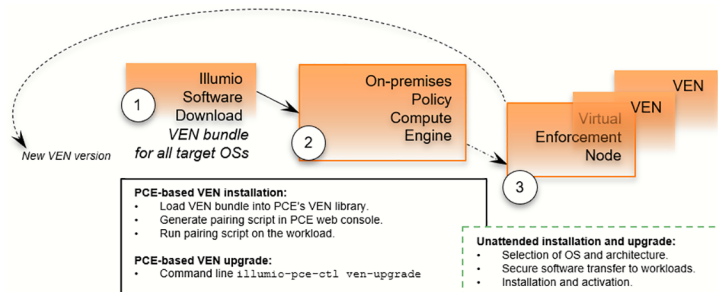 Illumio
Software
Download
VEN bundle
for all target OSs
1
On-premises
Policy
Compute
Engine
2
VEN
VEN
Virtual
Enforcement
Node
3
New VEN version
PCE-based VEN installation:
• Load VEN bundle into PCE's VEN library.
• Generate pairing script in PCE web console.
• Run pairing script on the workload.
PCE-based VEN upgrade:
• Command line illumio-pce-ctl ven-upgrade
Unattended installation and upgrade:
• Selection of OS and architecture.
• Secure software transfer to workloads.
• Installation and activation.